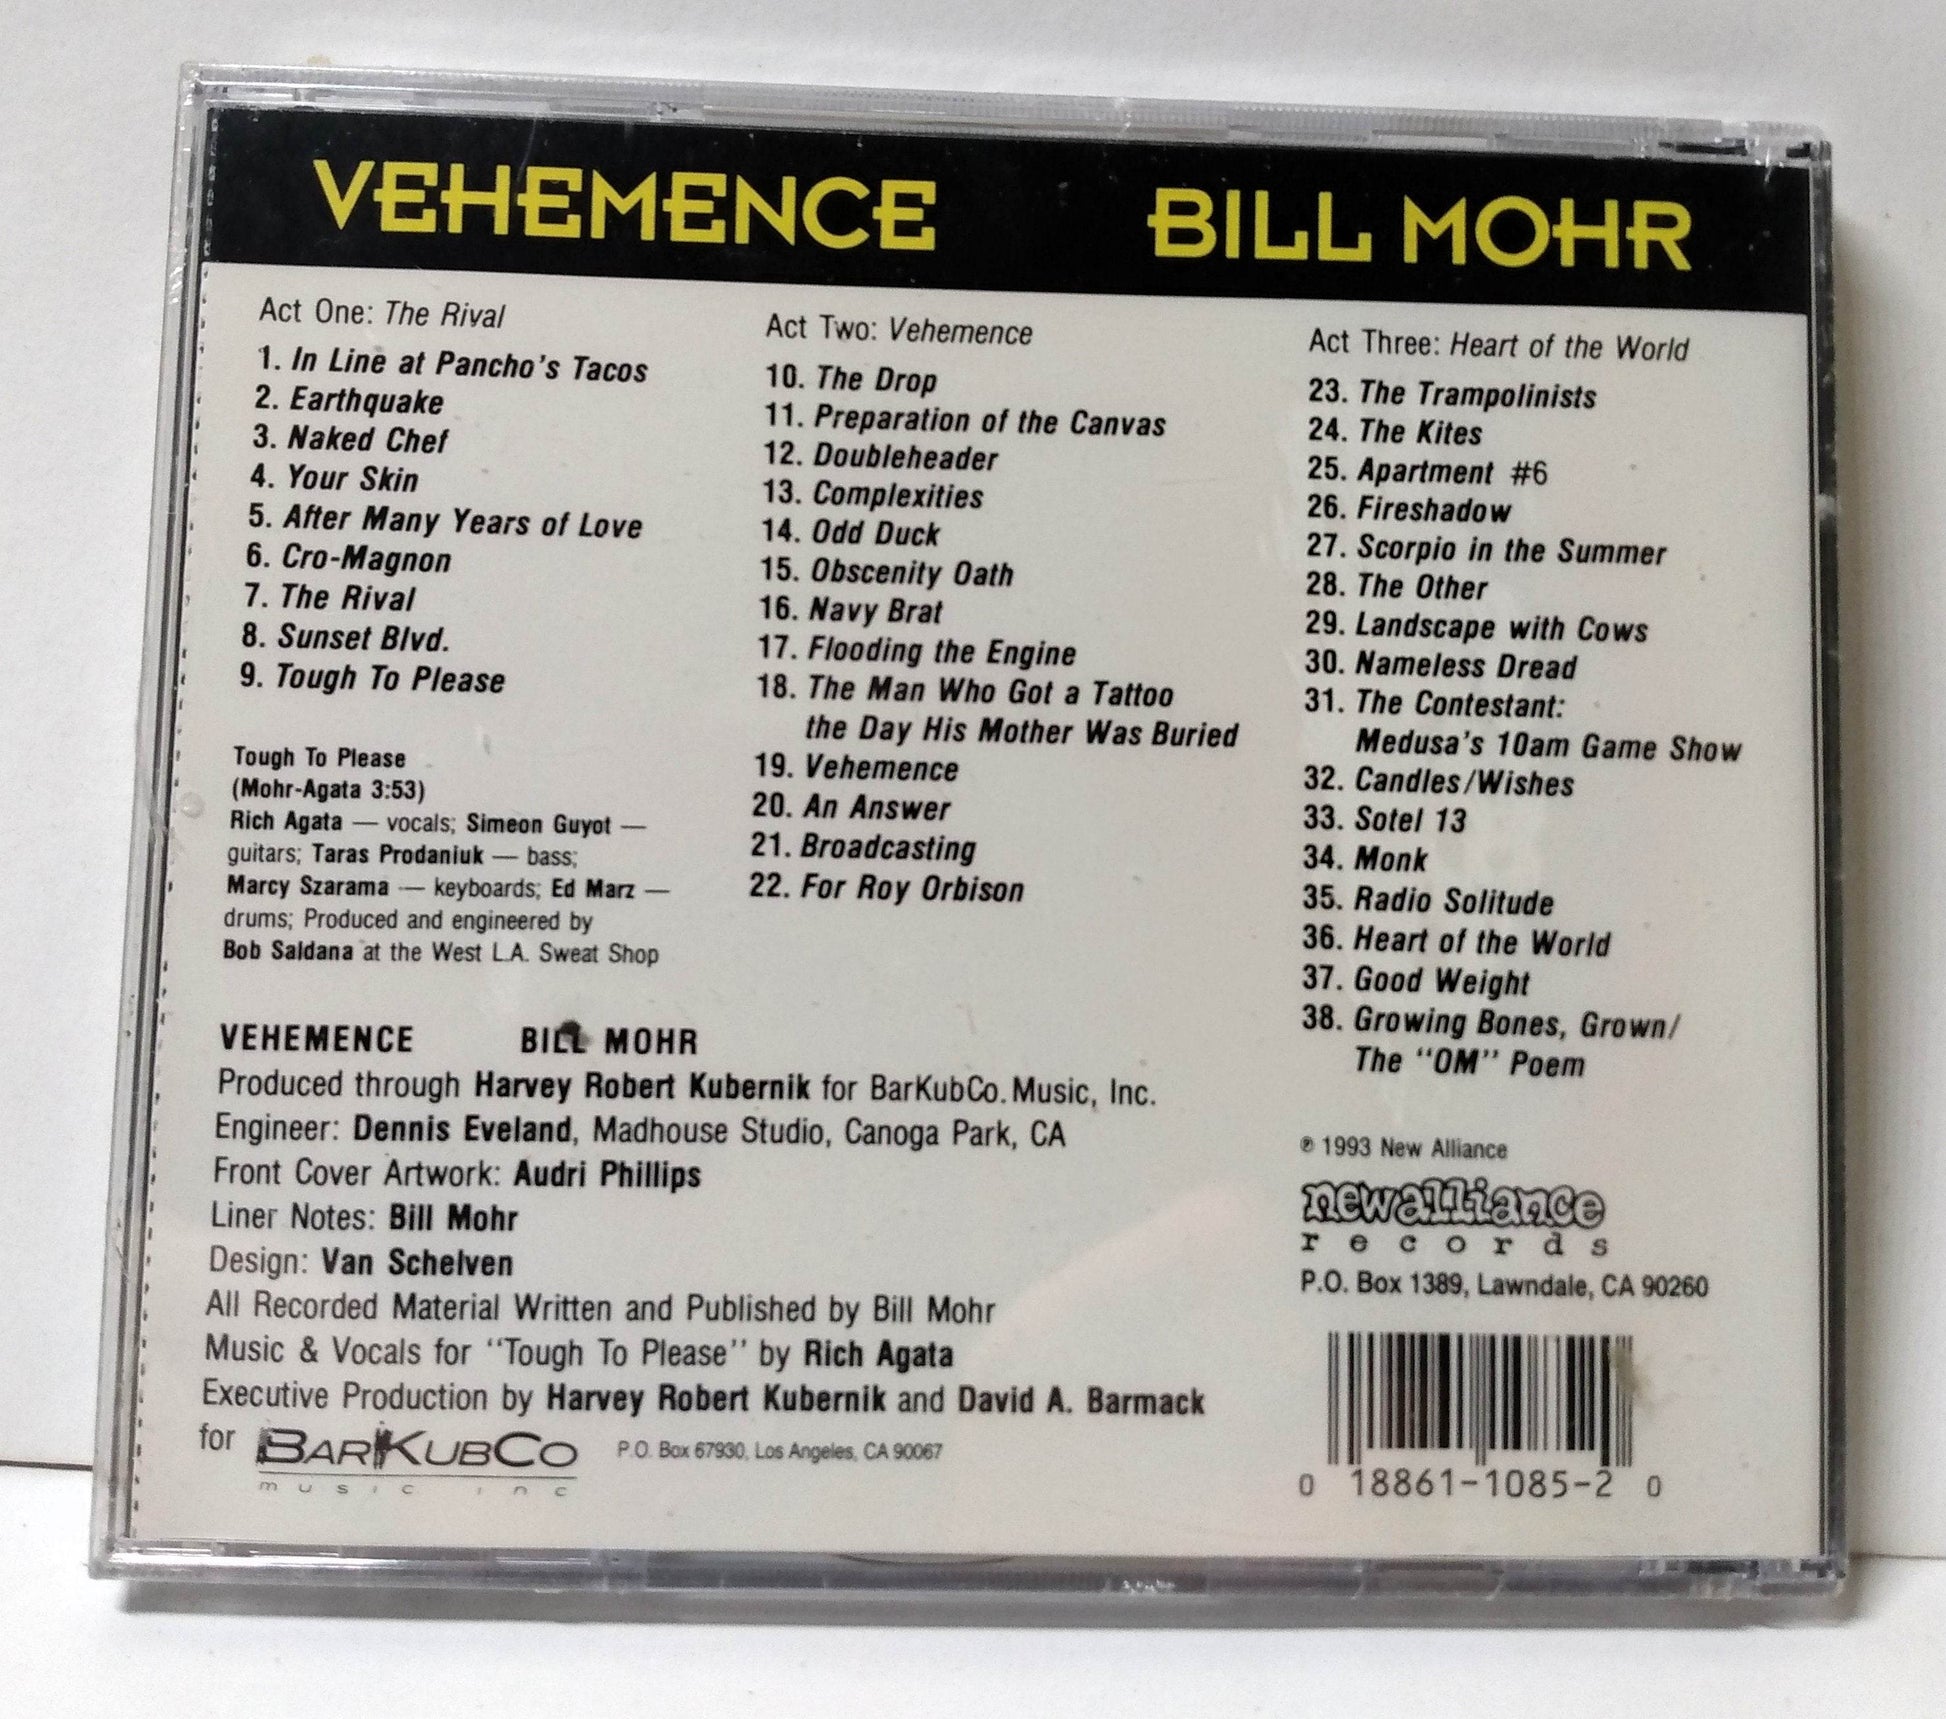 VEHEMENCE BILL MOHR
Act One: The Rival
1. In Line at Pancho's Tacos
2. Earthquake
3. Naked Chef
4. Your Skin
5. After Many Years of Love
6. Cro-Magnon
7. The Rival
8. Sunset Blvd.
9. Tough To Please
Tough To Please
(Mohr-Agata 3:53)
Rich Agata — vocals; Simeon Guyot —
guitars; Taras Prodaniuk — bass;
Marcy Szarama — keyboards; Ed Marz —
drums; Produced and engineered by
Bob Saldana at the West L.A. Sweat Shop
Act Two: Vehemence
10. The Drop
11. Preparation of the Canvas
12. Doubleheader
13. Complexities
14. Odd Duck
15. Obscenity Oath
16. Navy Brat
17. Flooding the Engine
18. The Man Who Got a Tattoo
the Day His Mother Was Buried
19. Vehemence
20. An Answer
21. Broadcasting
22. For Roy Orbison
Act Three: Heart of the World
23. The Trampolinists
24. The Kites
25. Apartment #6
26. Fireshadow
27. Scorpio in the Summer
28. The Other
29. Landscape with Cows
30. Nameless Dread
31. The Contestant:
Medusa's 10am Game Show
32. Candles/Wishes
33. Sotel 13
34. Monk
35. Radio Solitude
36. Heart of the World
37. Good Weight
38. Growing Bones, Grown/
The "OM" Poem
VEHEMENCE BILL MOHR
Produced through Harvey Robert Kubernik for BarKubCo. Music, Inc.
Engineer: Dennis Eveland, Madhouse Studio, Canoga Park, CA
Front Cover Artwork: Audri Phillips
Liner Notes: Bill Mohr
Design: Van Schelven
All Recorded Material Written and Published by Bill Mohr
Music & Vocals for "Tough To Please" by Rich Agata
Executive Production by Harvey Robert Kubernik and David A. Barmack
for BARKUBCO P.O. Box 67930, Los Angeles, CA 90067
music inc
℗ 1993 New Alliance
newalliance
records
P.O. Box 1389, Lawndale, CA 90260
0 18861-1085-2 0